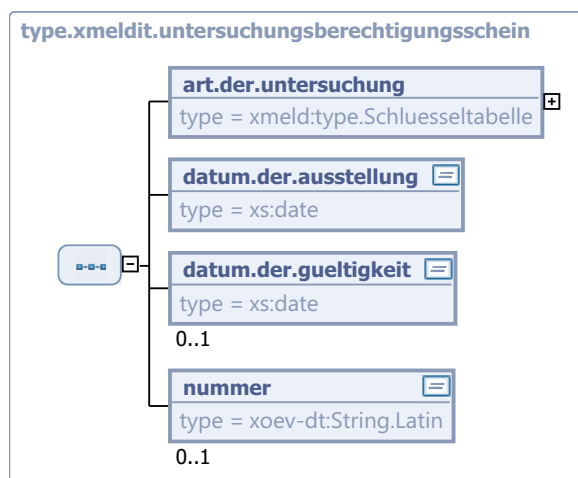 type.xmeldit.untersuchungsberechtigungsschein
art.der.untersuchung
type = xmeld:type.Schluesseltabelle
datum.der.ausstellung
type = xs:date
datum.der.gueltigkeit
type = xs:date
0..1
nummer
type = xoev-dt:String.Latin
0..1